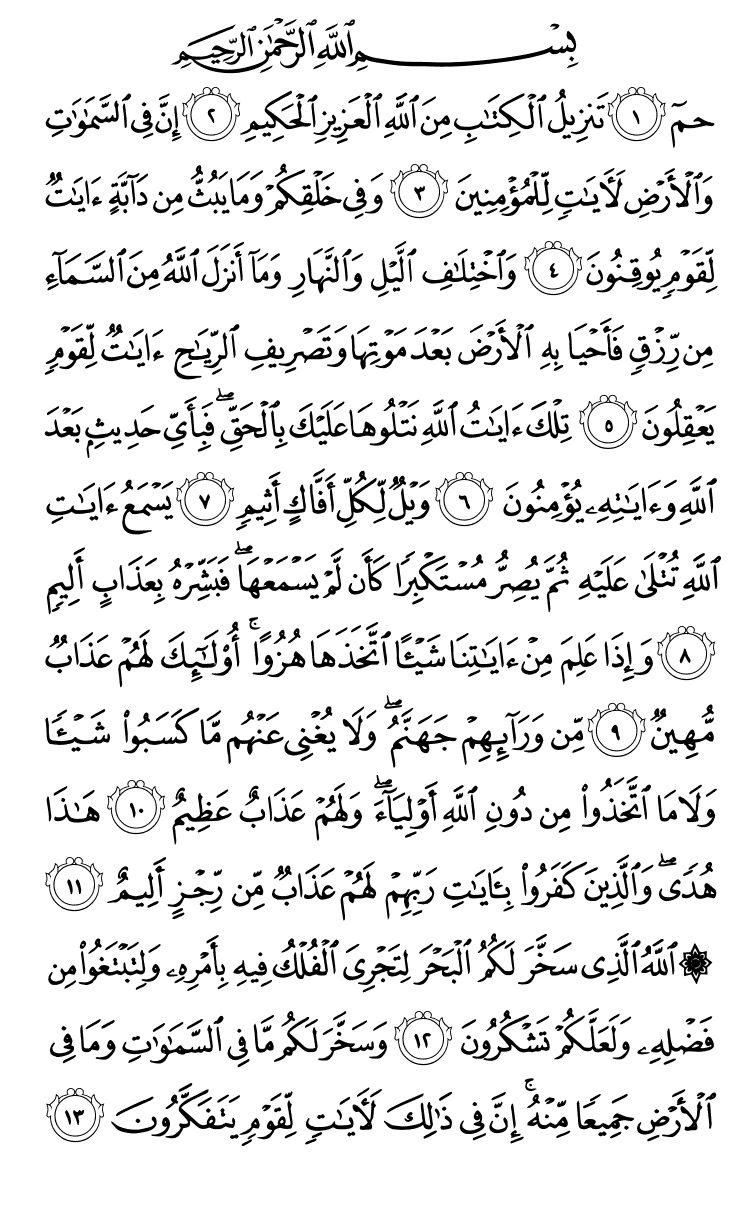 بِسْمِ ٱللَّهِ ٱلرَّحْمَٰنِ ٱلرَّحِيمِ
حمٓ ١ تَنزِيلُ ٱلْكِتَٰبِ مِنَ ٱللَّهِ ٱلْعَزِيزِ ٱلْحَكِيمِ ٢ إِنَّ فِى ٱلسَّمَٰوَٰتِ
وَٱلْأَرْضِ لَءَايَٰتٍ لِّلْمُؤْمِنِينَ ٣ وَفِى خَلْقِكُمْ وَمَا يَبُثُّ مِن دَآبَّةٍ ءَايَٰتٌ
لِّقَوْمٍ يُوقِنُونَ ٤ وَٱخْتِلَٰفِ ٱلَّيْلِ وَٱلنَّهَارِ وَمَآ أَنزَلَ ٱللَّهُ مِنَ ٱلسَّمَآءِ
مِن رِّزْقٍ فَأَحْيَا بِهِ ٱلْأَرْضَ بَعْدَ مَوْتِهَا وَتَصْرِيفِ ٱلرِّيَٰحِ ءَايَٰتٌ لِّقَوْمٍ
يَعْقِلُونَ ٥ تِلْكَ ءَايَٰتُ ٱللَّهِ نَتْلُوهَا عَلَيْكَ بِٱلْحَقِّ ۖ فَبِأَىِّ حَدِيثٍ بَعْدَ
ٱللَّهِ وَءَايَٰتِهِۦ يُؤْمِنُونَ ٦ وَيْلٌ لِّكُلِّ أَفَّاكٍ أَثِيمٍ ٧ يَسْمَعُ ءَايَٰتِ
ٱللَّهِ تُتْلَىٰ عَلَيْهِ ثُمَّ يُصِرُّ مُسْتَكْبِرًا كَأَن لَّمْ يَسْمَعْهَا ۖ فَبَشِّرْهُ بِعَذَابٍ أَلِيمٍ
٨ وَإِذَا عَلِمَ مِنْ ءَايَٰتِنَا شَيْـًٔا ٱتَّخَذَهَا هُزُوًا ۚ أُو۟لَٰٓئِكَ لَهُمْ عَذَابٌ
مُّهِينٌ ٩ مِّن وَرَآئِهِمْ جَهَنَّمُ ۖ وَلَا يُغْنِى عَنْهُم مَّا كَسَبُوا۟ شَيْـًٔا
وَلَا مَا ٱتَّخَذُوا۟ مِن دُونِ ٱللَّهِ أَوْلِيَآءَ ۖ وَلَهُمْ عَذَابٌ عَظِيمٌ ١٠ هَٰذَا
هُدًى ۖ وَٱلَّذِينَ كَفَرُوا۟ بِـَٔايَٰتِ رَبِّهِمْ لَهُمْ عَذَابٌ مِّن رِّجْزٍ أَلِيمٌ ١١
۞ ٱللَّهُ ٱلَّذِى سَخَّرَ لَكُمُ ٱلْبَحْرَ لِتَجْرِىَ ٱلْفُلْكُ فِيهِ بِأَمْرِهِۦ وَلِتَبْتَغُوا۟ مِن
فَضْلِهِۦ وَلَعَلَّكُمْ تَشْكُرُونَ ١٢ وَسَخَّرَ لَكُم مَّا فِى ٱلسَّمَٰوَٰتِ وَمَا فِى
ٱلْأَرْضِ جَمِيعًا مِّنْهُ ۚ إِنَّ فِى ذَٰلِكَ لَءَايَٰتٍ لِّقَوْمٍ يَتَفَكَّرُونَ ١٣